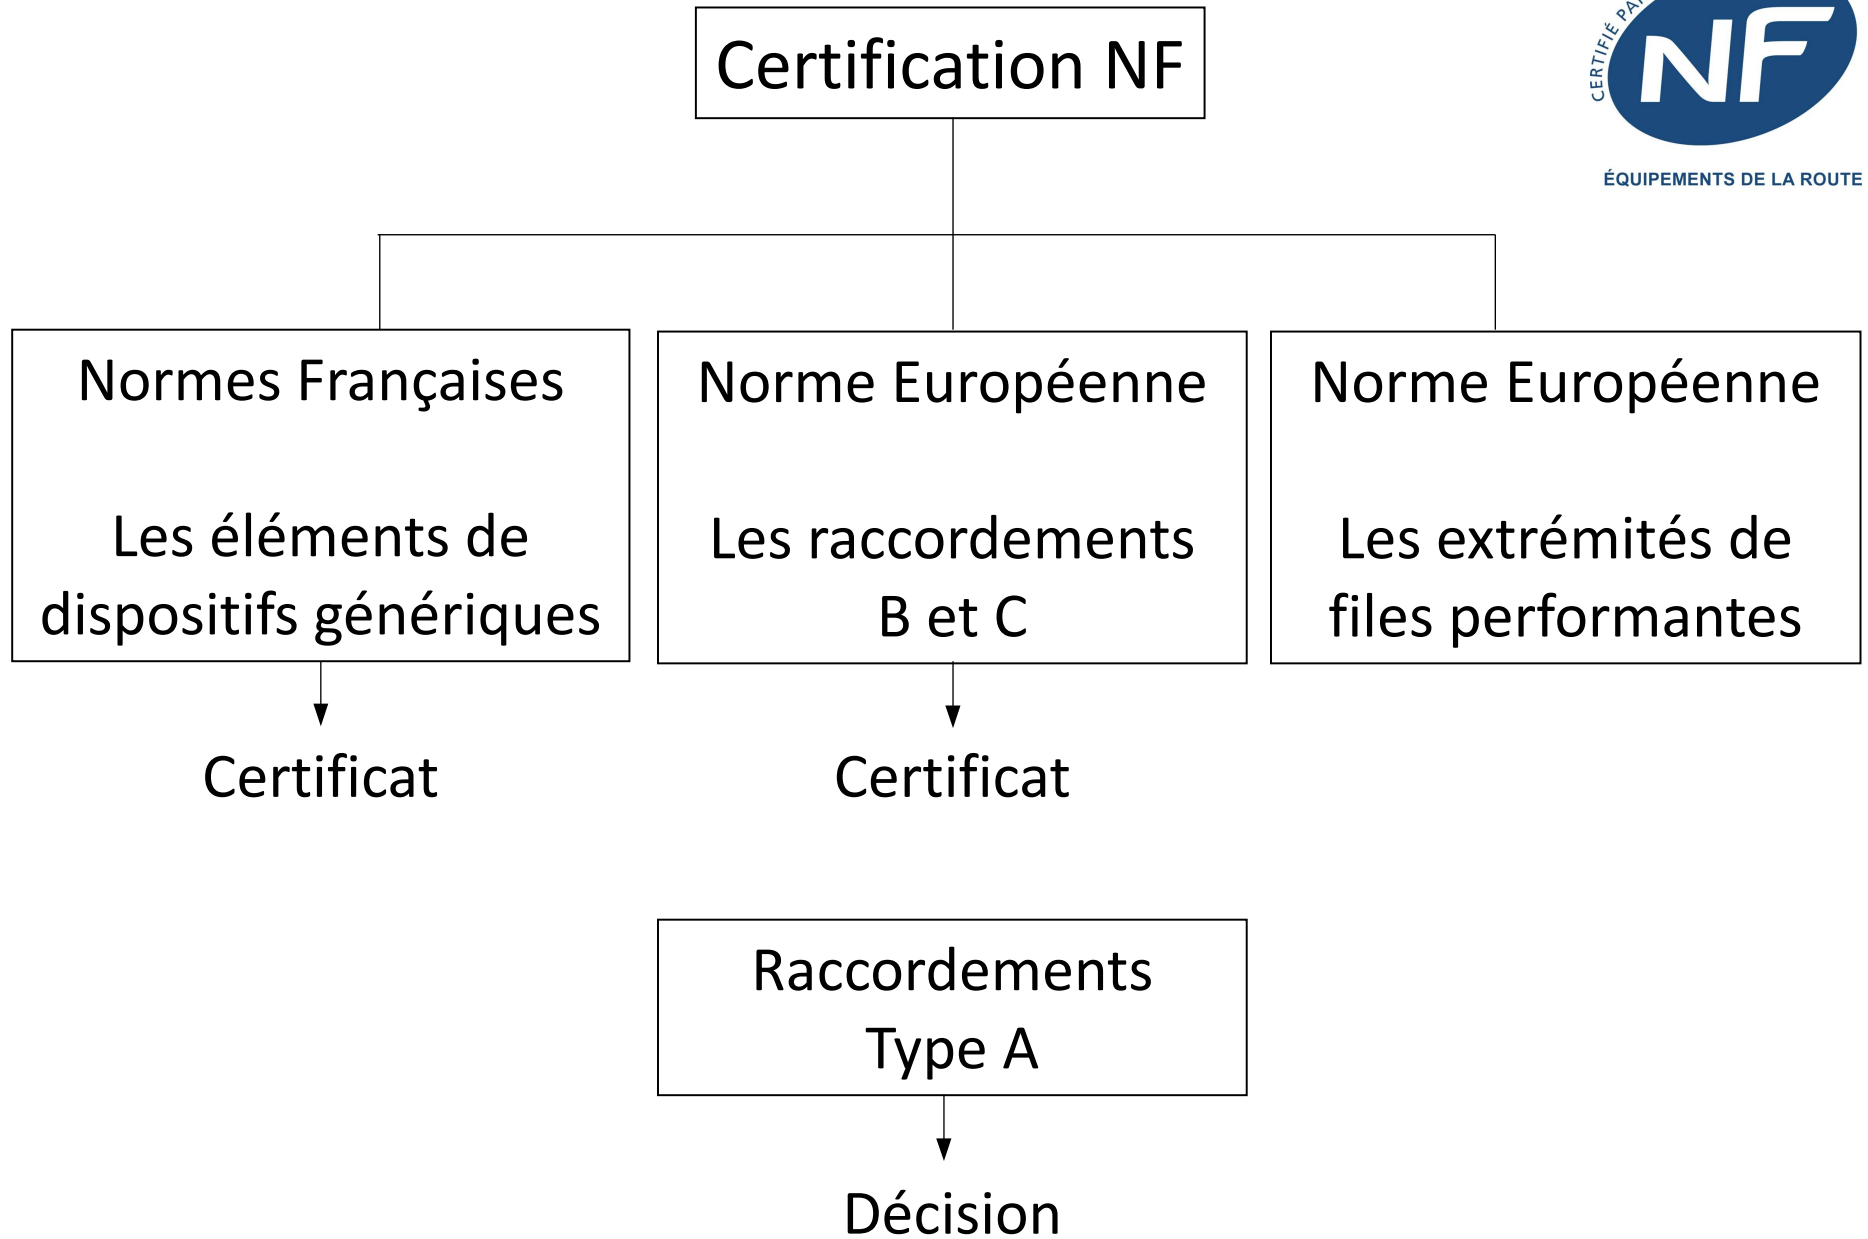 Certification NF
CERTIFIÉ
NF
ÉQUIPEMENTS DE LA ROUTE
Normes Françaises
Les éléments de
dispositifs génériques
Certificat
Norme Européenne
Les raccordements
B et C
Certificat
Norme Européenne
Les extrémités de
files performantes
Raccordements
Type A
Décision